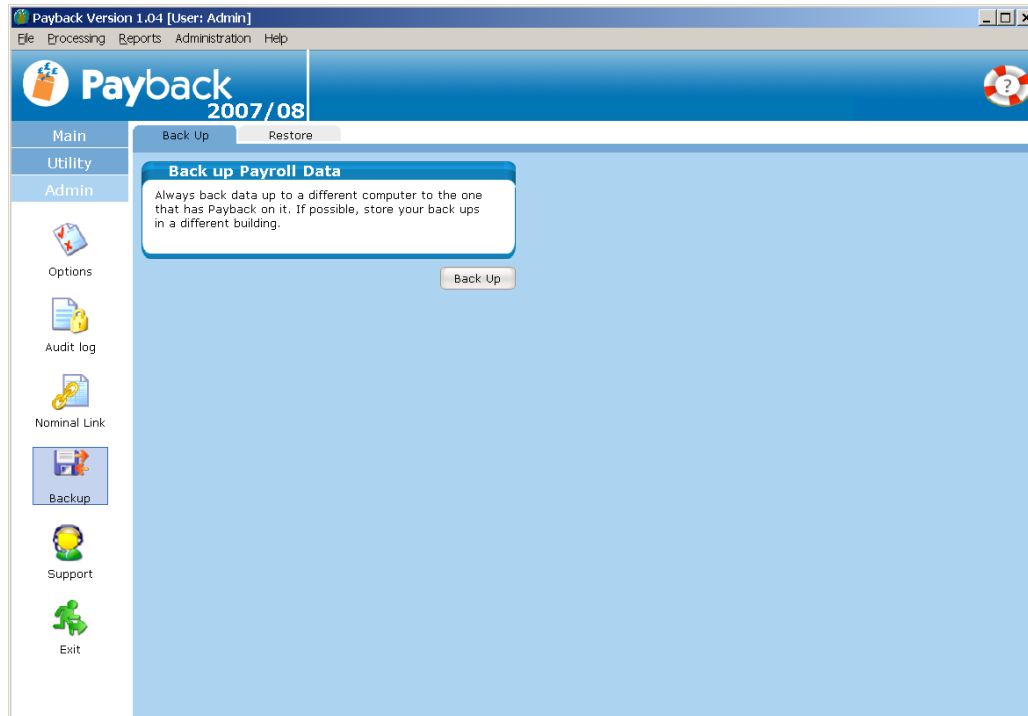 Payback Version 1.04 [User: Admin]
File Processing Reports Administration Help
£££
Payback
2007/08
?
Main
Utility
Admin
Back Up Restore
Back up Payroll Data
Always back data up to a different computer to the one
that has Payback on it. If possible, store your back ups
in a different building.
Back Up
Options
Audit log
Nominal Link
Backup
Support
Exit